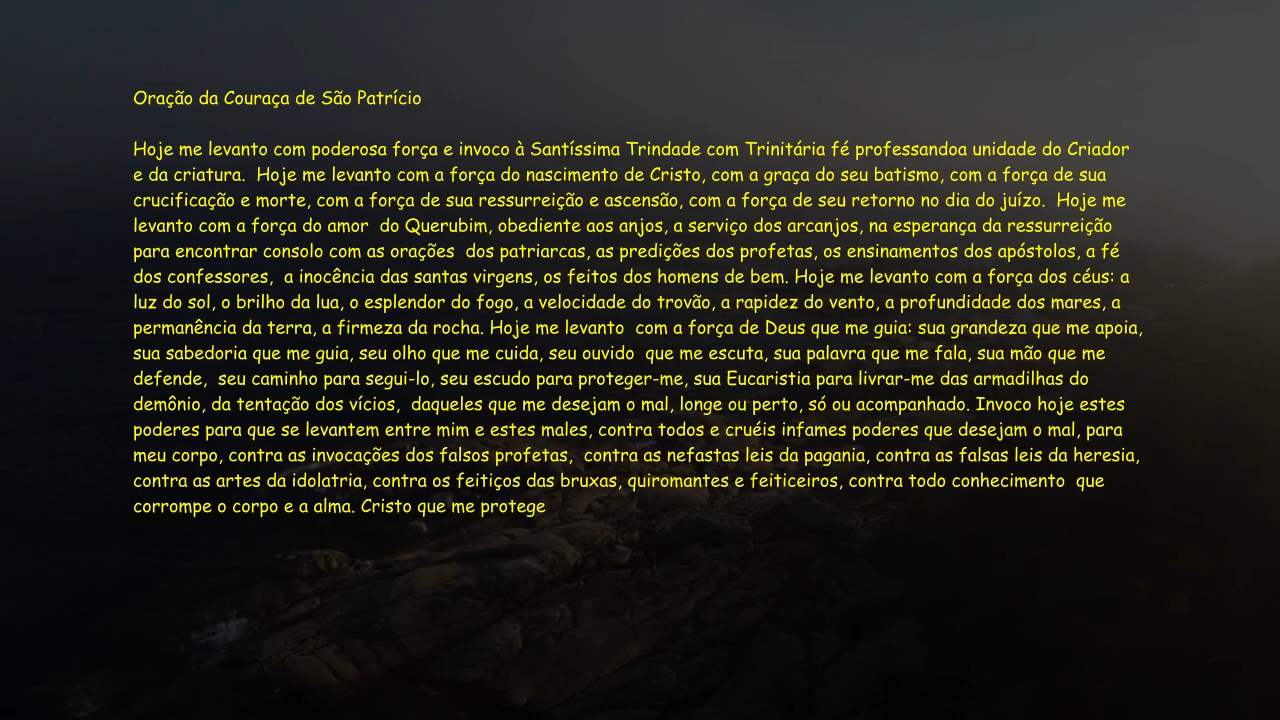 Oração da Couraça de São Patrício
Hoje me levanto com poderosa força e invoco à Santíssima Trindade com Trinitária fé professandoa unidade do Criador
e da criatura.  Hoje me levanto com a força do nascimento de Cristo, com a graça do seu batismo, com a força de sua
crucificação e morte, com a força de sua ressurreição e ascensão, com a força de seu retorno no dia do juízo.  Hoje me
levanto com a força do amor  do Querubim, obediente aos anjos, a serviço dos arcanjos, na esperança da ressurreição
para encontrar consolo com as orações  dos patriarcas, as predições dos profetas, os ensinamentos dos apóstolos, a fé
dos confessores,  a inocência das santas virgens, os feitos dos homens de bem. Hoje me levanto com a força dos céus: a
luz do sol, o brilho da lua, o esplendor do fogo, a velocidade do trovão, a rapidez do vento, a profundidade dos mares, a
permanência da terra, a firmeza da rocha. Hoje me levanto  com a força de Deus que me guia: sua grandeza que me apoia,
sua sabedoria que me guia, seu olho que me cuida, seu ouvido  que me escuta, sua palavra que me fala, sua mão que me
defende,  seu caminho para segui-lo, seu escudo para proteger-me, sua Eucaristia para livrar-me das armadilhas do
demônio, da tentação dos vícios,  daqueles que me desejam o mal, longe ou perto, só ou acompanhado. Invoco hoje estes
poderes para que se levantem entre mim e estes males, contra todos e cruéis infames poderes que desejam o mal, para
meu corpo, contra as invocações dos falsos profetas,  contra as nefastas leis da pagania, contra as falsas leis da heresia,
contra as artes da idolatria, contra os feitiços das bruxas, quiromantes e feiticeiros, contra todo conhecimento  que
corrompe o corpo e a alma. Cristo que me protege